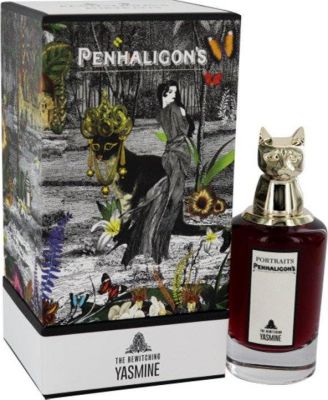 PENHALIGON'S
THE BEWITCHING
YASMINE
PORTRAITS
PENHALIGON'S
THE BEWITCHING
YASMINE